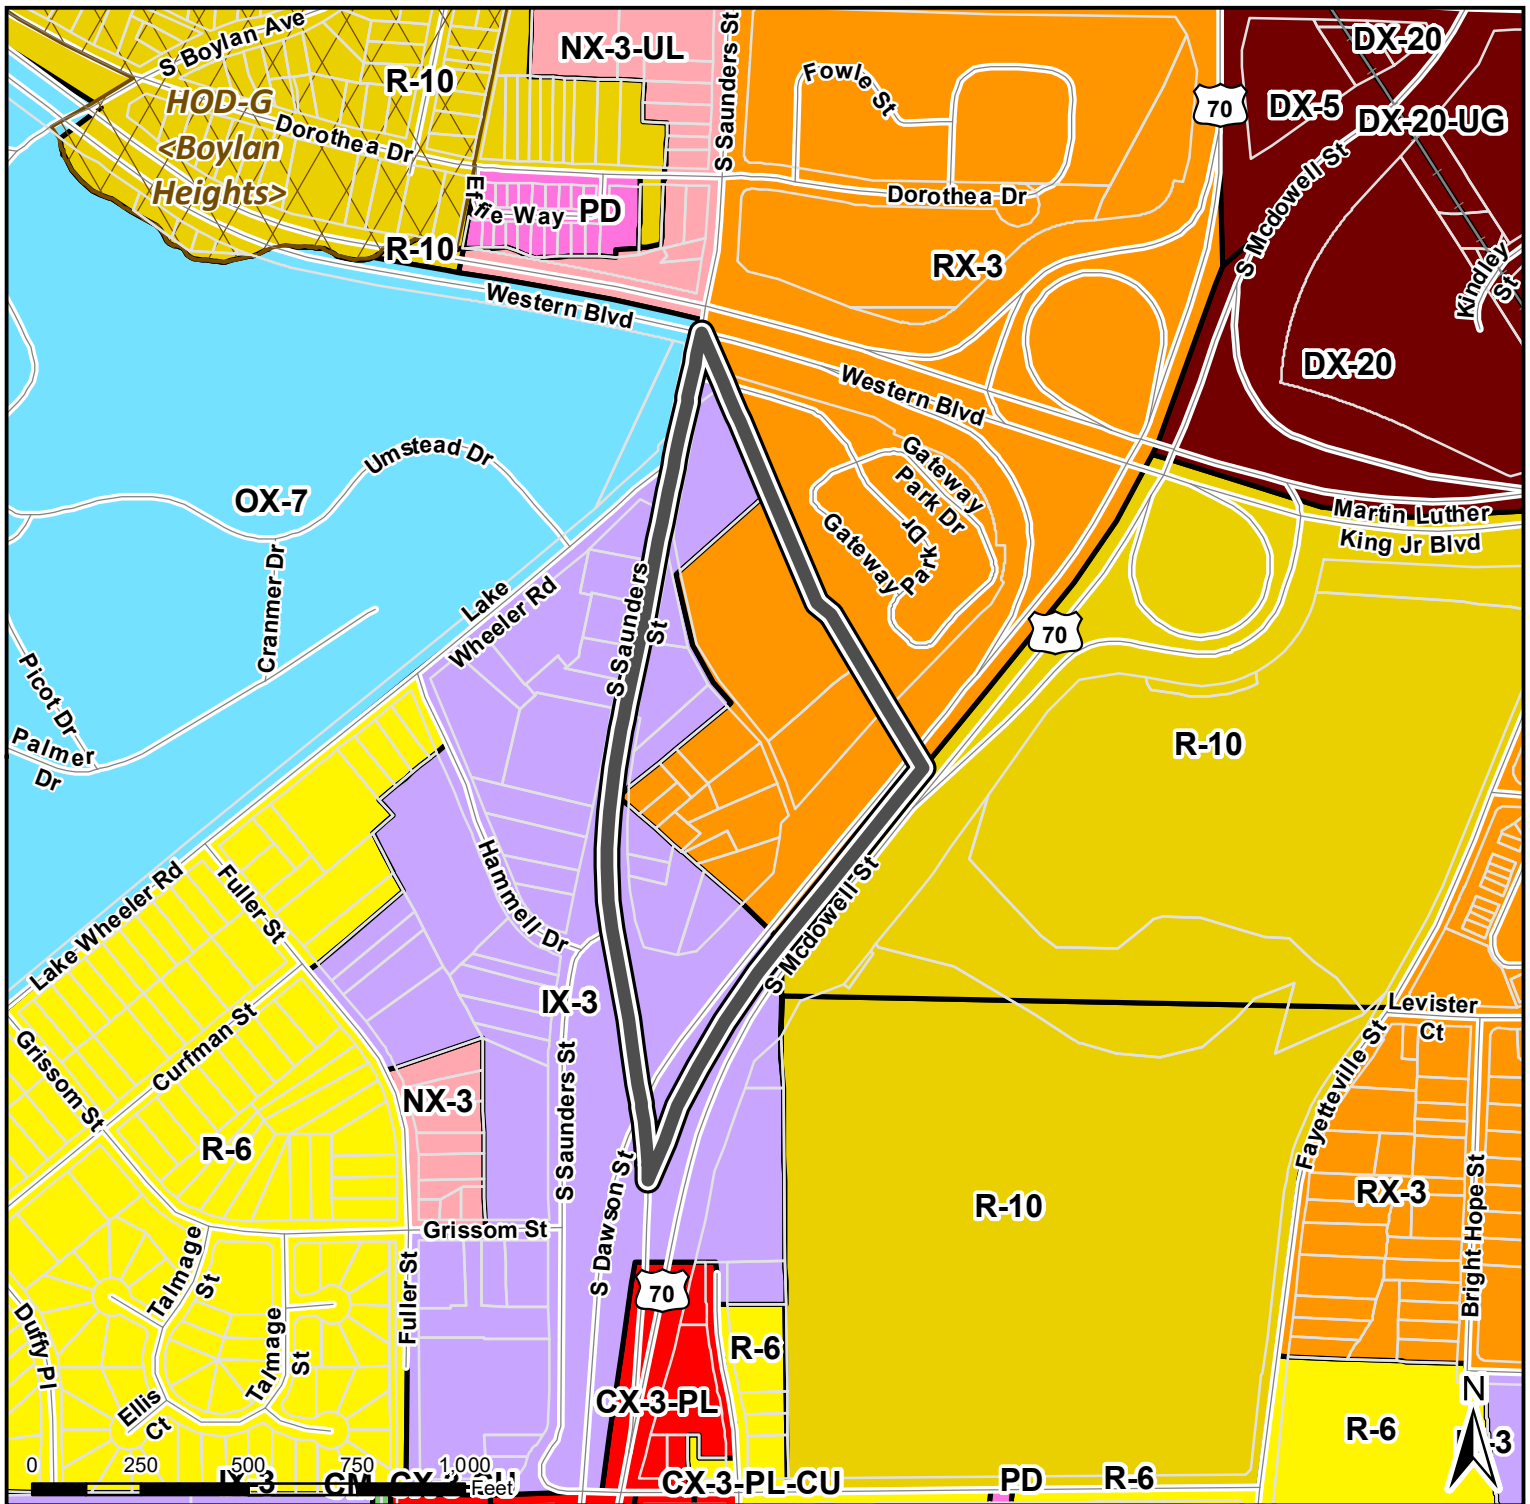 S Boylan Ave
NX-3-UL
S Saunders St
DX-20
R-10
Fowle St
70
DX-5
DX-20-UG
HOD-G
<Boylan
Heights>
Dorothea Dr
S Mcdowell St
Effie Way
PD
Dorothea Dr
R-10
RX-3
Kindley
St
Western Blvd
DX-20
Western Blvd
Umstead Dr
Gateway
Park Dr
OX-7
Gateway
Park Dr
Martin Luther
King Jr Blvd
Cranmer Dr
Lake
Wheeler Rd
S Saunders
St
70
Picot Dr
Palmer
Dr
R-10
Hammell Dr
Fuller St
Lake Wheeler Rd
S Mcdowell St
IX-3
Levister
Ct
Curfman St
Grissom St
Fayetteville St
NX-3
S Saunders St
R-6
S Dawson St
R-10
RX-3
Bright Hope St
Grissom St
Talmage
St
Fuller St
70
Duffy Pl
Talmage
St
R-6
Ellis
Ct
CX-3-PL
N
R-6
0 250 500 750 1,000
Feet
IX-3
CM
CX-3-PL-CU
PD
R-6